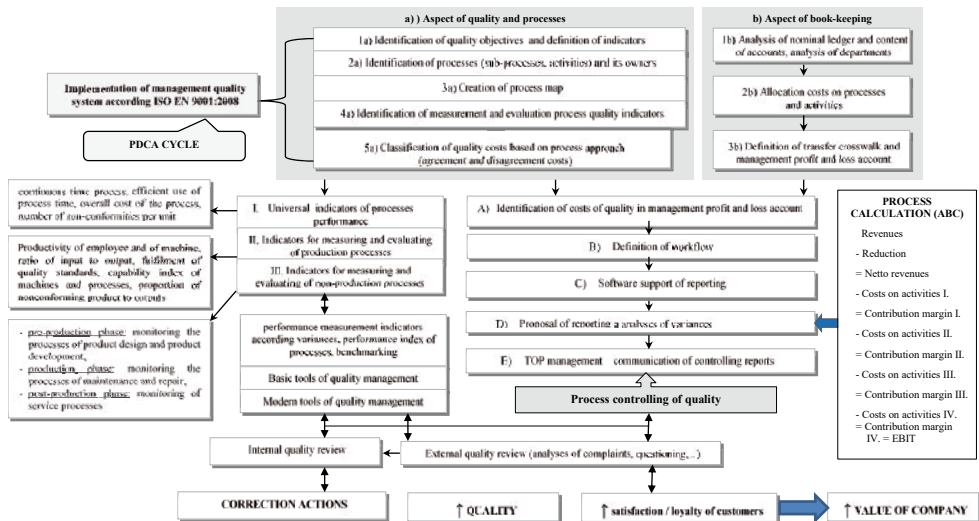 a) ) Aspect of quality and processes
1a) Identification of quality objectives and definition of indicators
2a) Identification of processes (sub-processes, activities) and its owners
3a) Creation of process map
4a) Identification of measurement and evaluation process quality indicators
5a) Classification of quality costs based on process approach
(agreement and disagreement costs)
b) Aspect of book-keeping
1b) Analysis of nominal ledger and content
of accounts, analysis of departments
2b) Allocation costs on processes
and activities
3b) Definition of transfer crosswalk and
management profit and loss account
Implementation of management quality
system according ISO EN 9001:2008
PDCA CYCLE
continuous time process, efficient use of
process time, overall cost of the process,
number of non-conformities per unit
Productivity of employee and of machine,
ratio of input to output, fulfilment of
quality standards, capability index of
machines and processes, proportion of
nonconforming product to outputs
- pre-production phase: monitoring the
processes of product design and product
development,
- production phase: monitoring the
processes of maintenance and repair,
- post-production phase: monitoring of
service processes
I. Universal indicators of processes
performance
II. Indicators for measuring and evaluating
of production processes
III. Indicators for measuring and
evaluating of non-production processes
performance measurement indicators
according variances, performance index of
processes, benchmarking
Basic tools of quality management
Modern tools of quality management
A) Identification of costs of quality in management profit and loss account
B) Definition of workflow
C) Software support of reporting
D) Proposal of reporting a analyses of variances
E) TOP management communication of controlling reports
Process controlling of quality
PROCESS
CALCULATION (ABC)
Revenues
- Reduction
= Netto revenues
- Costs on activities I.
= Contribution margin I.
- Costs on activities II.
= Contribution margin II.
- Costs on activities III.
= Contribution margin III.
- Costs on activities IV.
= Contribution margin
IV. = EBIT
Internal quality review
External quality review (analyses of complaints, questioning,..)
CORRECTION ACTIONS
↑ QUALITY
↑ satisfaction / loyalty of customers
↑ VALUE OF COMPANY